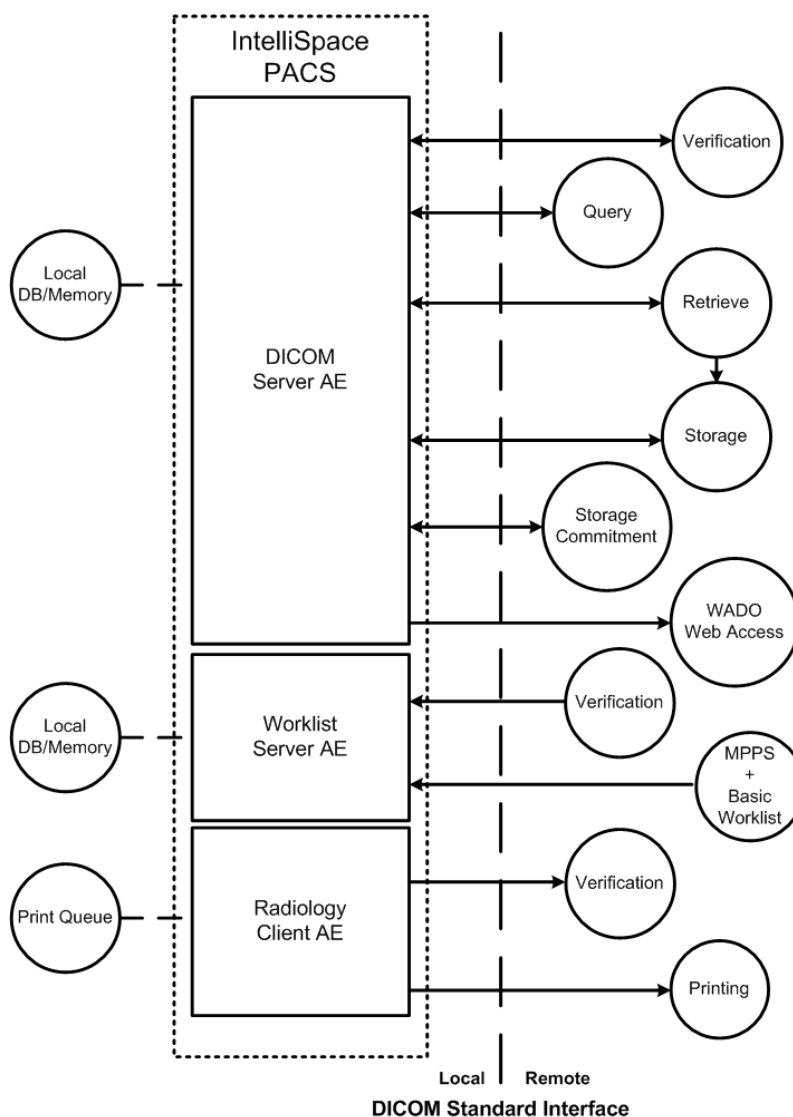 IntelliSpace
PACS
Verification
Query
Local
DB/Memory
Retrieve
DICOM
Server AE
Storage
Storage
Commitment
WADO
Web Access
Verification
Local
DB/Memory
Worklist
Server AE
MPPS
+
Basic
Worklist
Verification
Print Queue
Radiology
Client AE
Printing
Local
Remote
DICOM Standard Interface